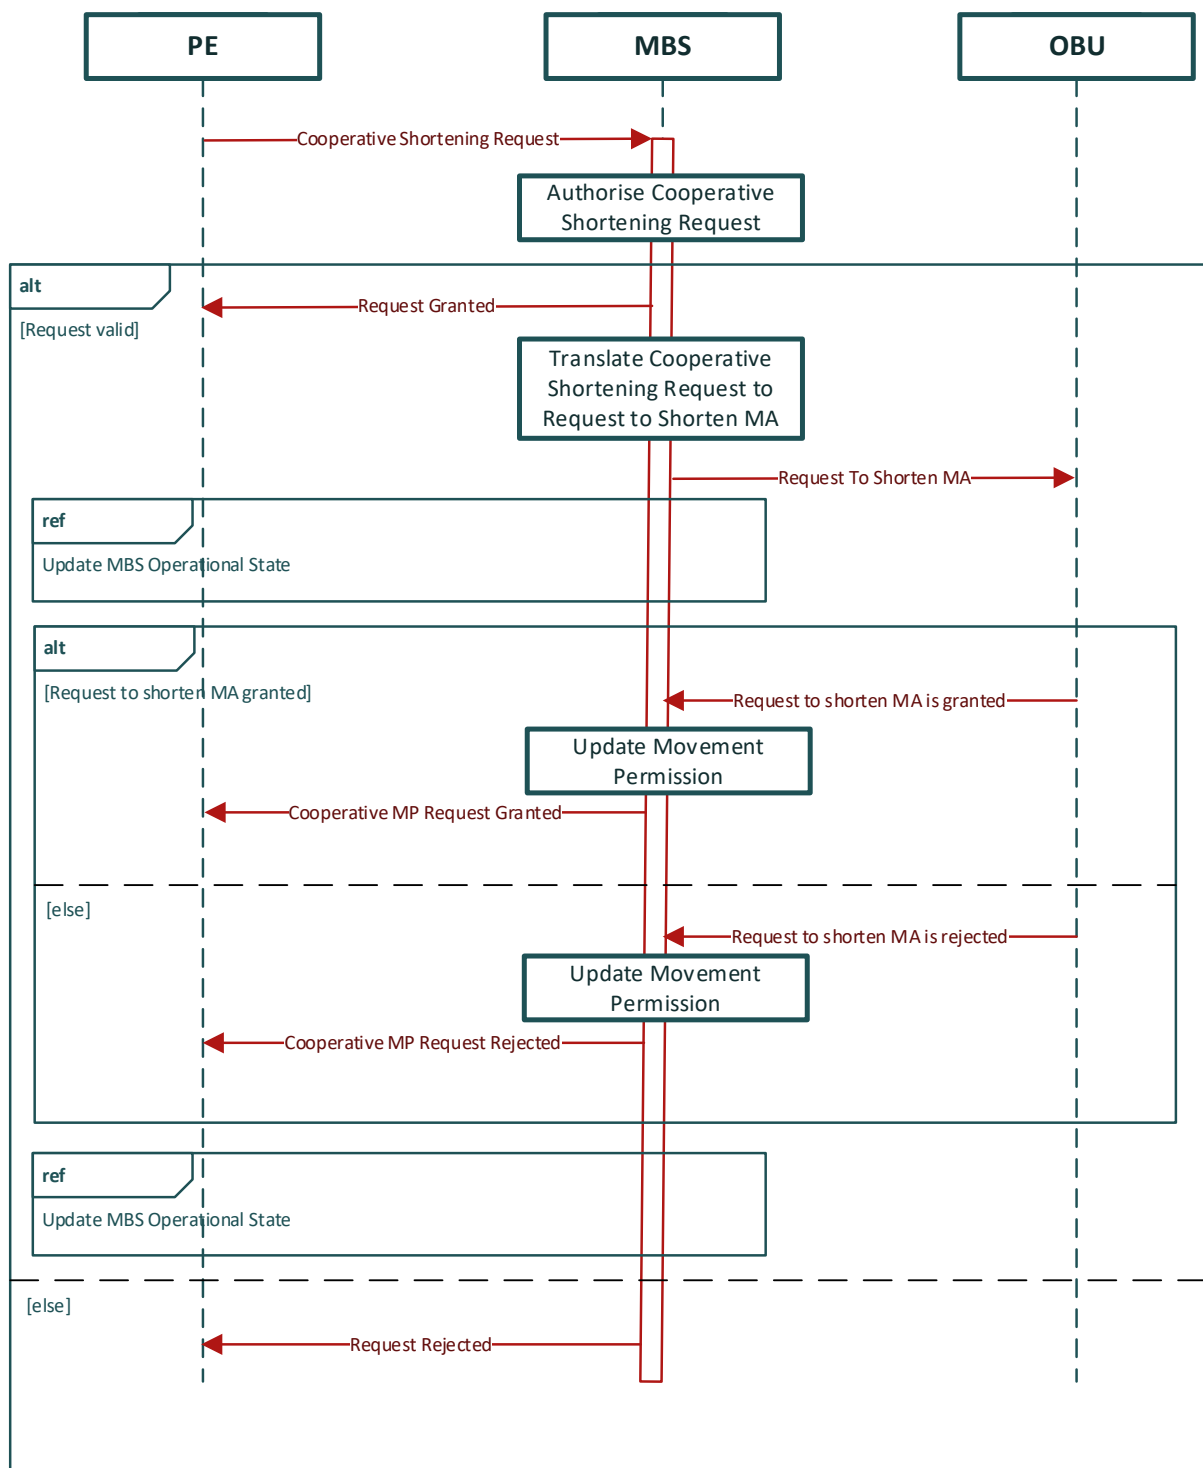 PE
MBS
OBU
Cooperative Shortening Request
Authorise Cooperative
Shortening Request
alt
[Request valid]
Request Granted
Translate Cooperative
Shortening Request to
Request to Shorten MA
Request To Shorten MA
ref
Update MBS Operational State
alt
[Request to shorten MA granted]
Request to shorten MA is granted
Update Movement
Permission
Cooperative MP Request Granted
[else]
Request to shorten MA is rejected
Update Movement
Permission
Cooperative MP Request Rejected
ref
Update MBS Operational State
[else]
Request Rejected